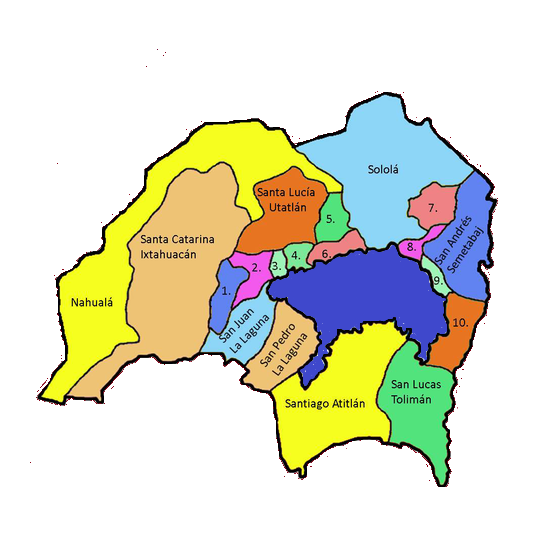 Sololá
Santa Lucía
Utatlán
5.
7.
San Andrés
Semetabaj
Santa Catarina
Ixtahuacán
8.
6.
4.
3.
2.
9.
1.
Nahualá
10.
San Juan
La Laguna
San Pedro
La Laguna
San Lucas
Tolimán
Santiago Atitlán